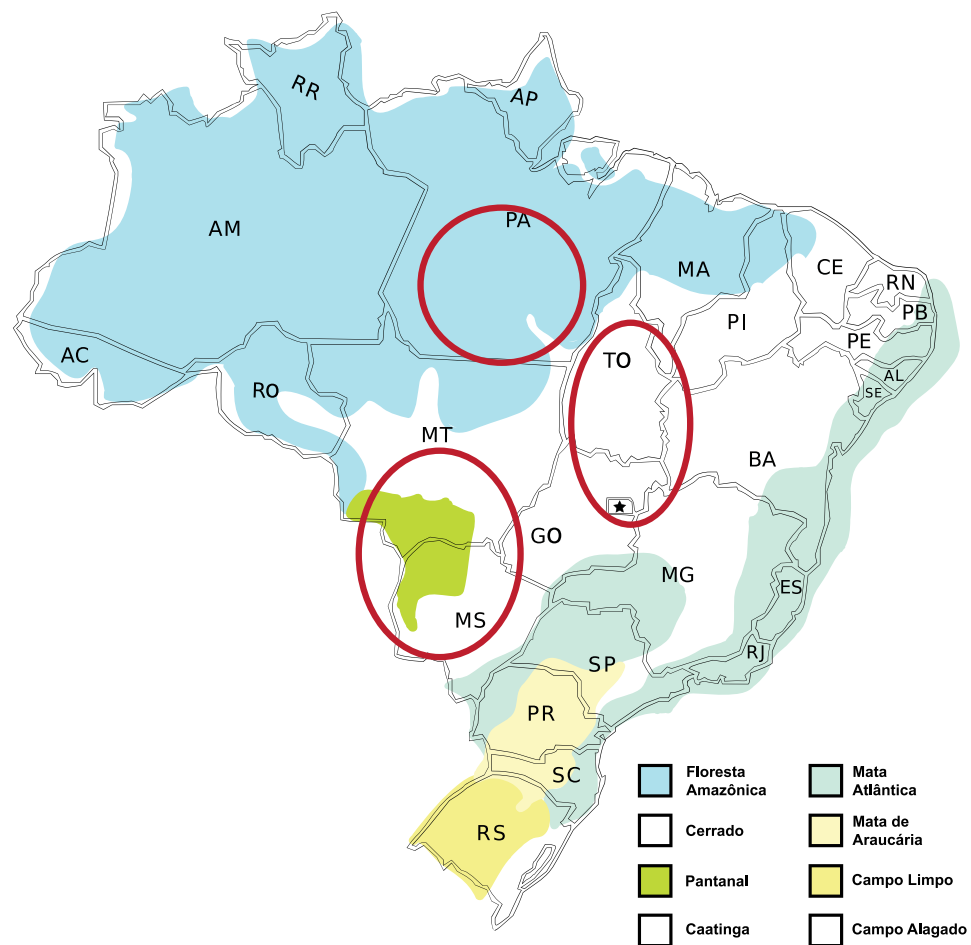 RR
AP
AM
PA
MA
CE
RN
PB
PI
PE
AC
TO
AL
SE
RO
MT
BA
GO
MG
ES
MS
RJ
SP
PR
SC
RS
Floresta
Amazônica
Cerrado
Pantanal
Caatinga
Mata
Atlântica
Mata de
Araucária
Campo Limpo
Campo Alagado